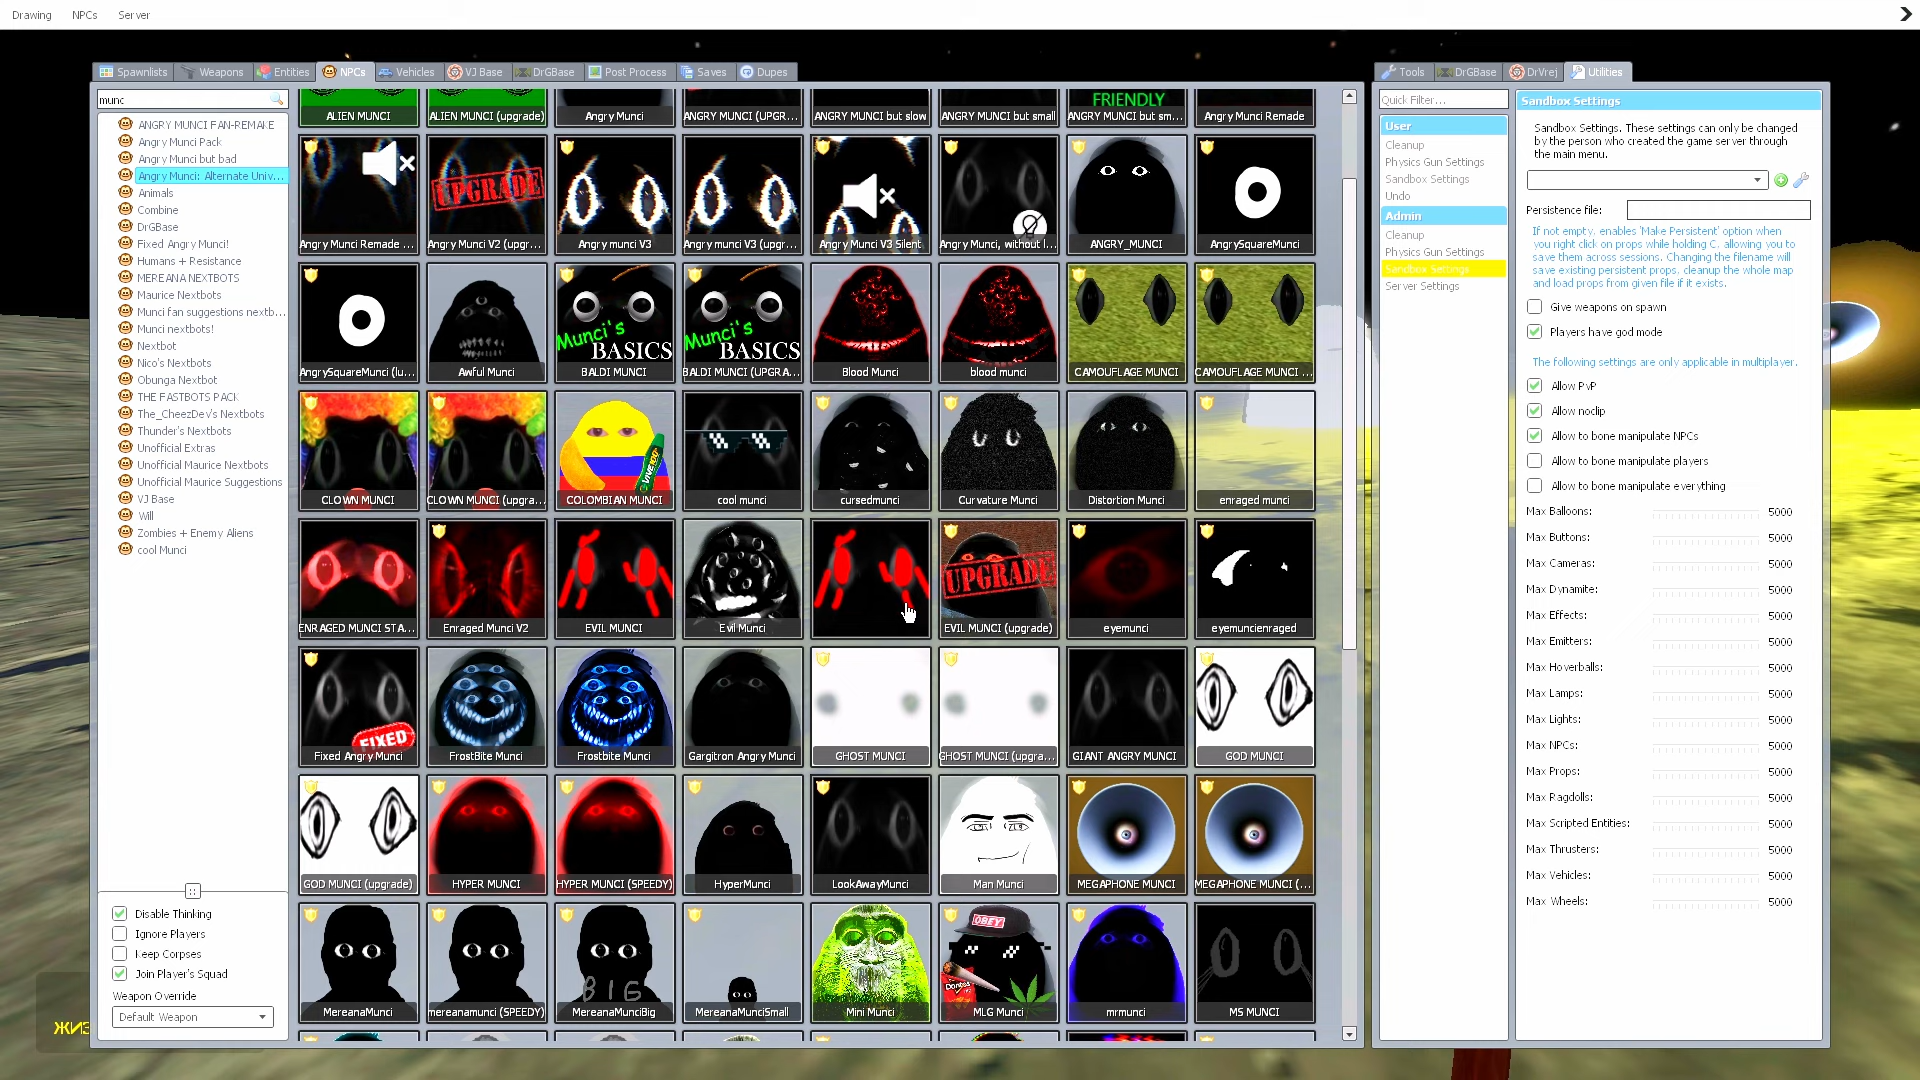 Drawing NPCs Server
Spawnlists Weapons Entities NPCs Vehicles VJ Base DrGBase Post Process Saves Dupes
Tools DrGBase DrVrej Utilities
munc
ANGRY MUNCI FAN-REMAKE
Angry Munci Pack
Angry Munci but bad
Angry Munci: Alternate Univ...
Animals
Combine
DrGBase
Fixed Angry Munci!
Humans + Resistance
MEREANA NEXTBOTS
Maurice Nextbots
Munci fan suggestions nextb...
Munci nextbots!
Nextbot
Nico's Nextbots
Obunga Nextbot
THE FASTBOTS PACK
The_CheezDev's Nextbots
Thunder's Nextbots
Unofficial Extras
Unofficial Maurice Nextbots
Unofficial Maurice Suggestions
VJ Base
Will
Zombies + Enemy Aliens
cool Munci
Disable Thinking
Ignore Players
Keep Corpses
Join Player's Squad
Weapon Override
Default Weapon
ЖИЗ
FRIENDLY
ALIEN MUNCI
ALIEN MUNCI (upgrade)
Angry Munci
ANGRY MUNCI (UPGR...
ANGRY MUNCI but slow
ANGRY MUNCI but small
ANGRY MUNCI but sm...
Angry Munci Remade
UPGRADE
Angry Munci Remade ...
Angry Munci V2 (upgr...
Angry munci V3
Angry munci V3 (upgr...
Angry Munci V3 Silent
Angry Munci, without l...
ANGRY_MUNCI
AngrySquareMunci
Munci's
BASICS
Munci's
BASICS
AngrySquareMunci (lu...
Awful Munci
BALDI MUNCI
BALDI MUNCI (UPGRA...
Blood Munci
blood munci
CAMOUFLAGE MUNCI
CAMOUFLAGE MUNCI ...
VIVE100
CLOWN MUNCI
CLOWN MUNCI (upgra...
COLOMBIAN MUNCI
cool munci
cursedmunci
Curvature Munci
Distortion Munci
enraged munci
UPGRADE
ENRAGED MUNCI STA...
Enraged Munci V2
EVIL MUNCI
Evil Munci
EVIL MUNCI (upgrade)
eyemunci
eyemuncienraged
FIXED
Fixed Angry Munci
FrostBite Munci
Frostbite Munci
Gargitron Angry Munci
GHOST MUNCI
GHOST MUNCI (upgra...
GIANT ANGRY MUNCI
GOD MUNCI
GOD MUNCI (upgrade)
HYPER MUNCI
HYPER MUNCI (SPEEDY)
HyperMunci
LookAwayMunci
Man Munci
MEGAPHONE MUNCI
MEGAPHONE MUNCI (...
BIG
OBEY
Doritos
MereanaMunci
mereanamunci (SPEEDY)
MereanaMunciBig
MereanaMunciSmall
Mini Munci
MLG Munci
mrmunci
MS MUNCI
Quick Filter...
User
Cleanup
Physics Gun Settings
Sandbox Settings
Undo
Admin
Cleanup
Physics Gun Settings
Sandbox Settings
Server Settings
Sandbox Settings
Sandbox Settings. These settings can only be changed
by the person who created the game server through
the main menu.
Persistence file:
If not empty, enables 'Make Persistent' option when
you right click on props while holding C, allowing you to
save them across sessions. Changing the filename will
save existing persistent props, cleanup the whole map
and load props from given file if it exists.
Give weapons on spawn
Players have god mode
The following settings are only applicable in multiplayer.
Allow PvP
Allow noclip
Allow to bone manipulate NPCs
Allow to bone manipulate players
Allow to bone manipulate everything
Max Balloons: 5000
Max Buttons: 5000
Max Cameras: 5000
Max Dynamite: 5000
Max Effects: 5000
Max Emitters: 5000
Max Hoverballs: 5000
Max Lamps: 5000
Max Lights: 5000
Max NPCs: 5000
Max Props: 5000
Max Ragdolls: 5000
Max Scripted Entities: 5000
Max Thrusters: 5000
Max Vehicles: 5000
Max Wheels: 5000